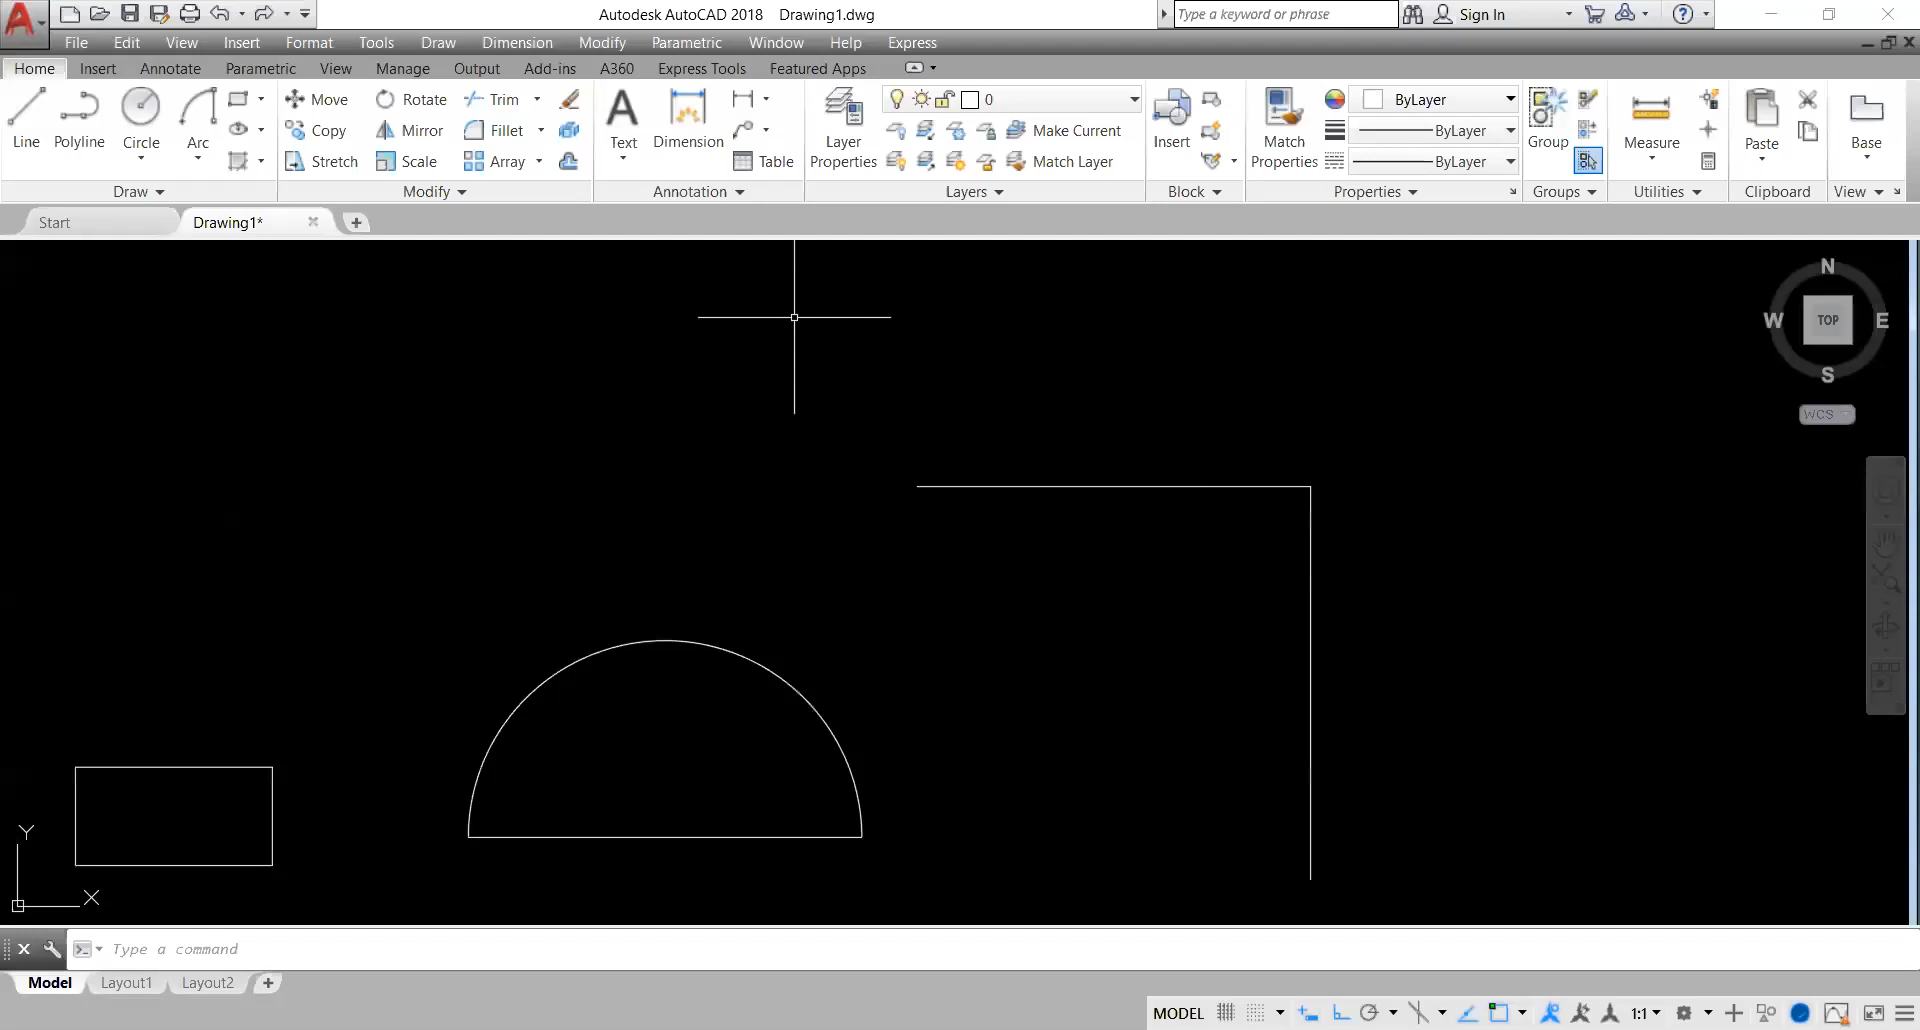 Autodesk AutoCAD 2018 Drawing1.dwg Type a keyword or phrase Sign In
File Edit View Insert Format Tools Draw Dimension Modify Parametric Window Help Express
Home Insert Annotate Parametric View Manage Output Add-ins A360 Express Tools Featured Apps
Line Polyline Circle Arc
Draw
Move Rotate Trim
Copy Mirror Fillet
Stretch Scale Array
Modify
Text Dimension Table
Annotation
Layer Properties
0
Make Current
Match Layer
Layers
Insert
Block
Match Properties
ByLayer
ByLayer
ByLayer
Properties
Group
Groups
Measure
Utilities
Paste
Clipboard
Base
View
Start Drawing1*
N
W TOP E
S
WCS
Y
X
Type a command
Model Layout1 Layout2
MODEL 1:1